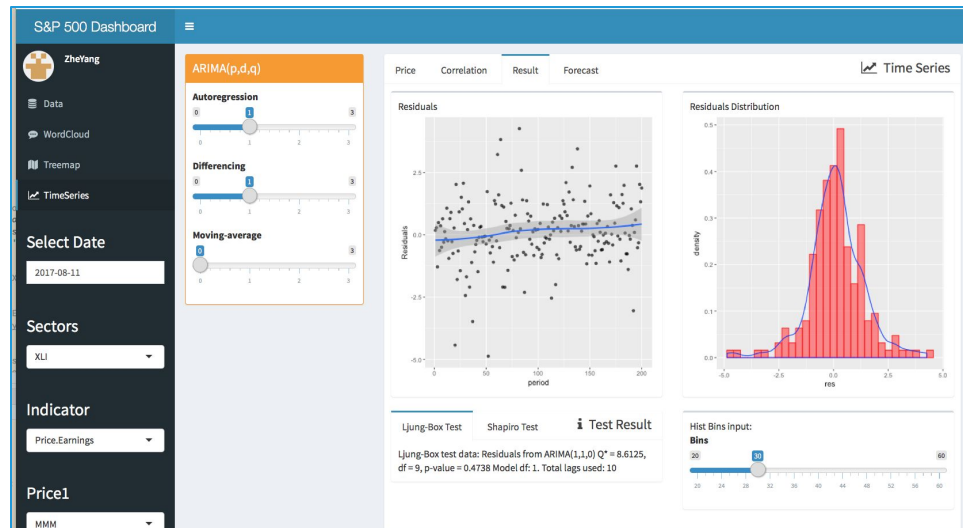 S&P 500 Dashboard
ZheYang
Data
WordCloud
Treemap
TimeSeries
Select Date
2017-08-11
Sectors
XLI
Indicator
Price.Earnings
Price1
MMM
ARIMA(p,d,q)
Autoregression
0 1 3
0 1 2 3
Differencing
0 1 3
0 1 2 3
Moving-average
0 3
0 1 2 3
Price Correlation Result Forecast Time Series
Residuals
Residuals
2.5
0.0
-2.5
-5.0
0 50 100 150 200
period
Residuals Distribution
density
0.5
0.4
0.3
0.2
0.1
0.0
-5.0 -2.5 0.0 2.5 5.0
res
Ljung-Box Test Shapiro Test Test Result
Ljung-Box test data: Residuals from ARIMA(1,1,0) Q* = 8.6125,
df = 9, p-value = 0.4738 Model df: 1. Total lags used: 10
Hist Bins input:
Bins
20 30 60
20 24 28 32 36 40 44 48 52 56 60